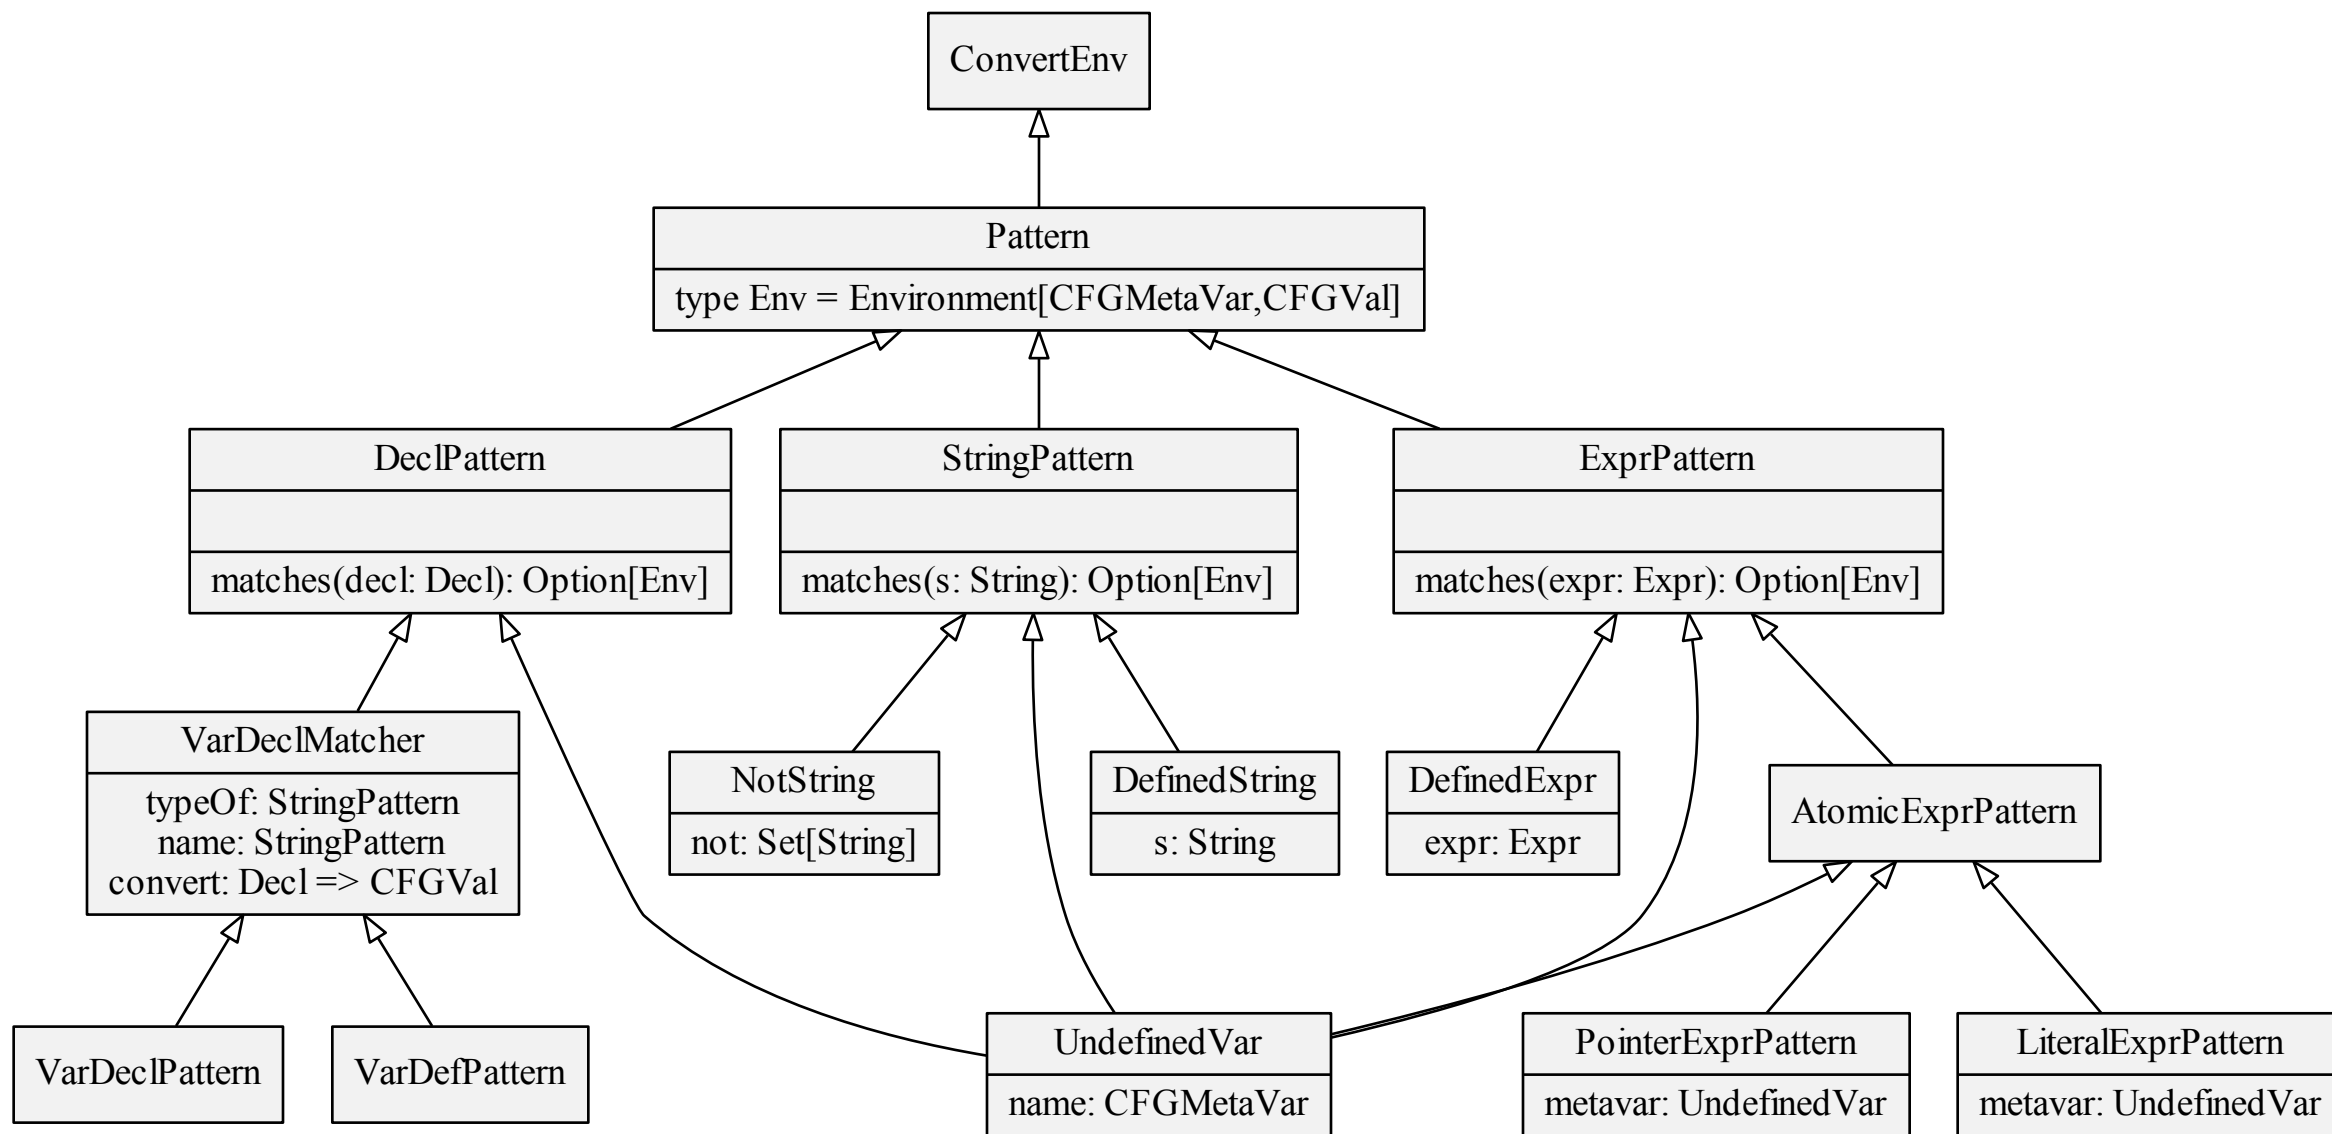 ConvertEnv
Pattern
type Env = Environment[CFGMetaVar,CFGVal]
DeclPattern
matches(decl: Decl): Option[Env]
StringPattern
matches(s: String): Option[Env]
ExprPattern
matches(expr: Expr): Option[Env]
VarDeclMatcher
typeOf: StringPattern
name: StringPattern
convert: Decl => CFGVal
NotString
not: Set[String]
DefinedString
s: String
DefinedExpr
expr: Expr
AtomicExprPattern
VarDeclPattern
VarDefPattern
UndefinedVar
name: CFGMetaVar
PointerExprPattern
metavar: UndefinedVar
LiteralExprPattern
metavar: UndefinedVar